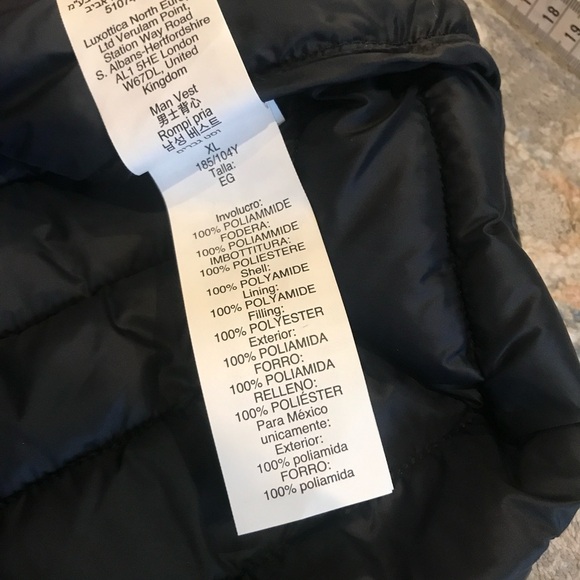 5107
Luxottica North Eur
Ltd Verulam Point,
Station Way Road
S. Albans-Hertfordshire
AL1 5HE London
W67DL, United
Kingdom
Man Vest
男士背心
Rompi pria
남성 베스트
XL
185/104Y
Talla:
EG
Involucro:
100% POLIAMMIDE
FODERA:
100% POLIAMMIDE
IMBOTTITURA:
100% POLIESTERE
Shell:
100% POLYAMIDE
Lining:
100% POLYAMIDE
Filling:
100% POLYESTER
Exterior:
100% POLIAMIDA
FORRO:
100% POLIAMIDA
RELLENO:
100% POLIÉSTER
Para México
unicamente:
Exterior:
100% poliamida
FORRO:
100% poliamida